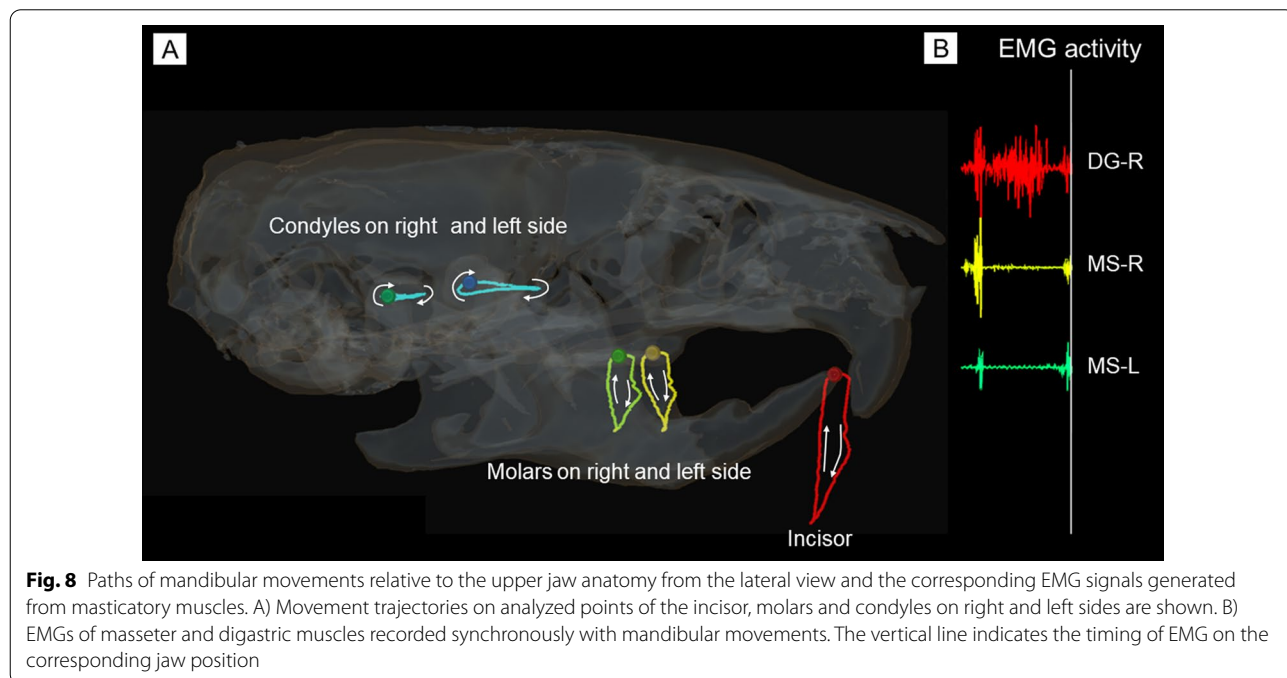 A
B
EMG activity
DG-R
Condyles on right and left side
MS-R
MS-L
Molars on right and left side
Incisor
Fig. 8 Paths of mandibular movements relative to the upper jaw anatomy from the lateral view and the corresponding EMG signals generated
from masticatory muscles. A) Movement trajectories on analyzed points of the incisor, molars and condyles on right and left sides are shown. B)
EMGs of masseter and digastric muscles recorded synchronously with mandibular movements. The vertical line indicates the timing of EMG on the
corresponding jaw position